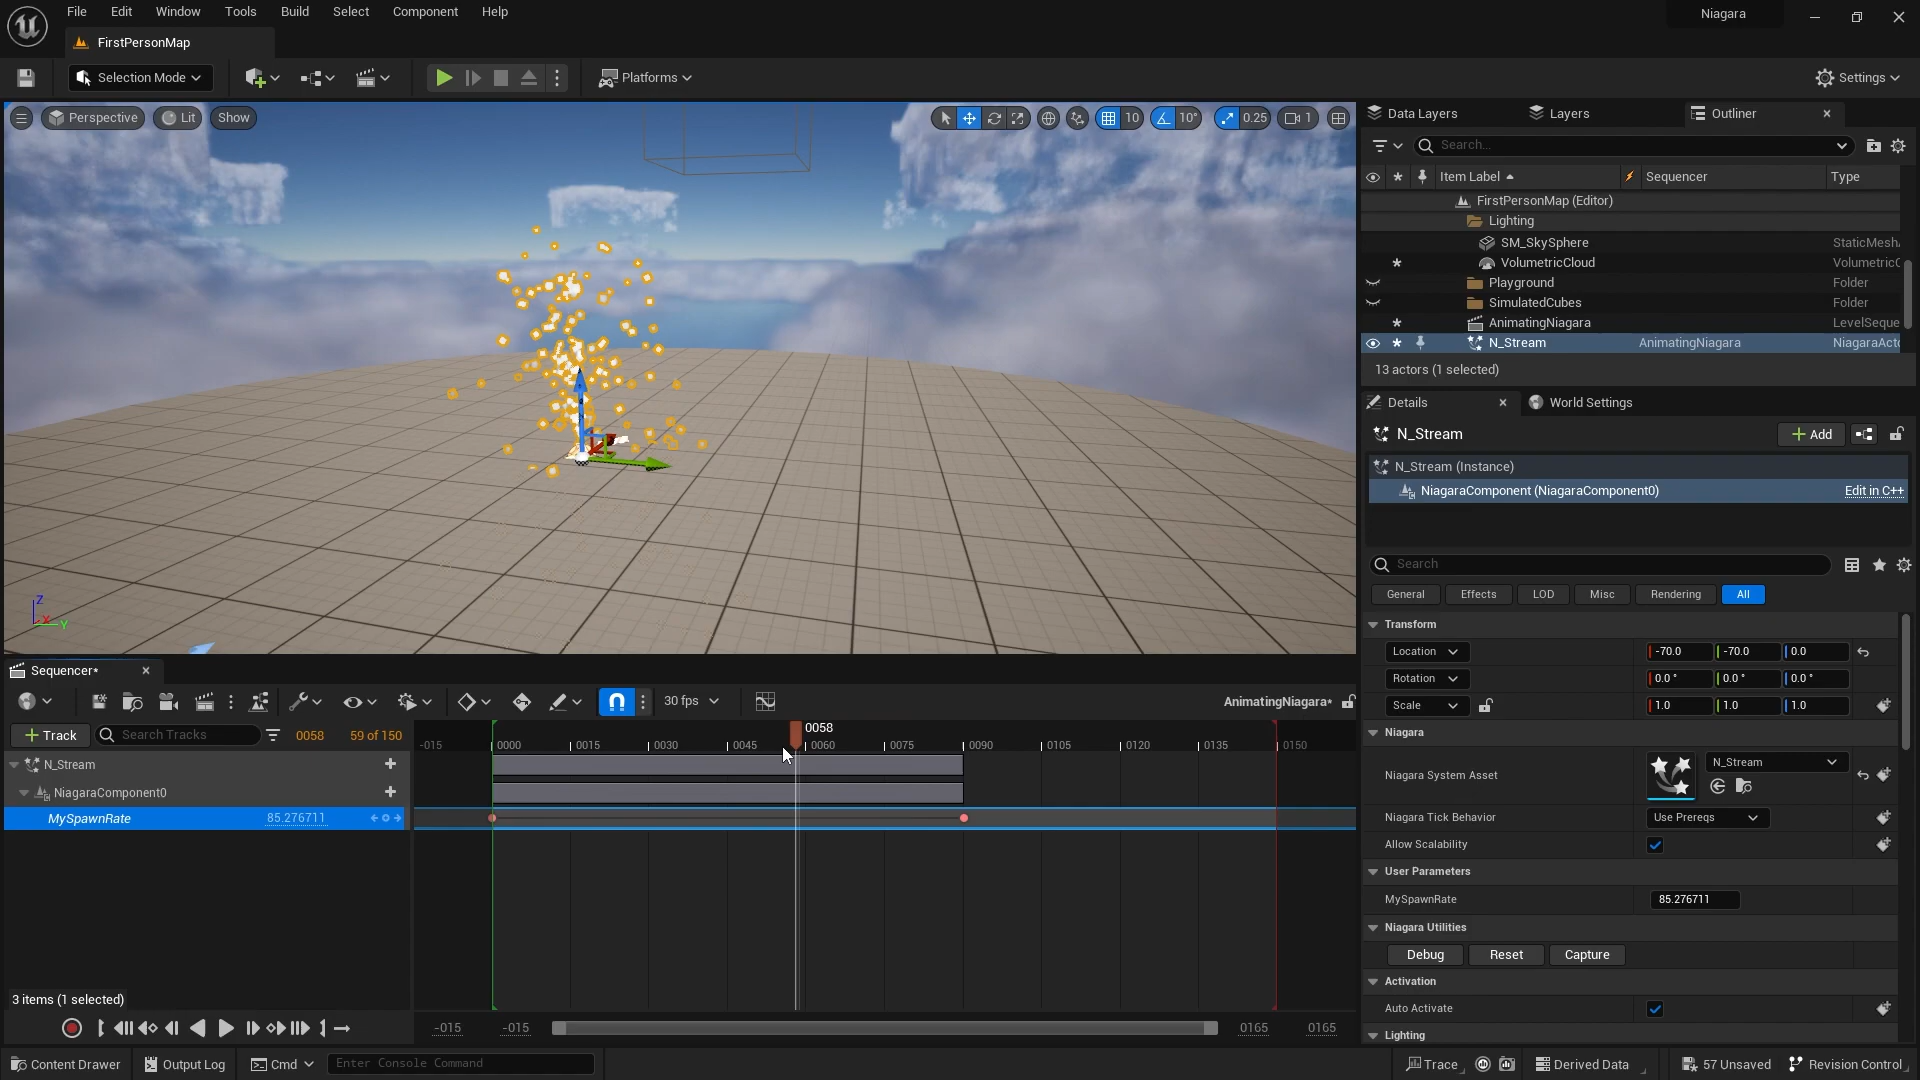 File Edit Window Tools Build Select Component Help
Niagara
FirstPersonMap
Selection Mode
Platforms
Settings
Perspective Lit Show
10 10° 0.25 1
Data Layers Layers Outliner
Search...
Item Label Sequencer Type
FirstPersonMap (Editor)
Lighting
SM_SkySphere StaticMesh
VolumetricCloud VolumetricC
Playground Folder
SimulatedCubes Folder
AnimatingNiagara LevelSeque
N_Stream AnimatingNiagara NiagaraActo
13 actors (1 selected)
Details World Settings
N_Stream
Add
N_Stream (Instance)
NiagaraComponent (NiagaraComponent0) Edit in C++
Search
General Effects LOD Misc Rendering All
Transform
Location -70.0 -70.0 0.0
Rotation 0.0 ° 0.0 ° 0.0 °
Scale 1.0 1.0 1.0
Niagara
Niagara System Asset N_Stream
Niagara Tick Behavior Use Prereqs
Allow Scalability
User Parameters
MySpawnRate 85.276711
Niagara Utilities
Debug Reset Capture
Activation
Auto Activate
Lighting
Z
X
Y
Sequencer*
30 fps
AnimatingNiagara*
+ Track Search Tracks 0058 59 of 150
0058
-015 0000 0015 0030 0045 0060 0075 0090 0105 0120 0135 0150
N_Stream
NiagaraComponent0
MySpawnRate 85.276711
3 items (1 selected)
-015 -015 0165 0165
Content Drawer Output Log Cmd Enter Console Command
Trace Derived Data 57 Unsaved Revision Control